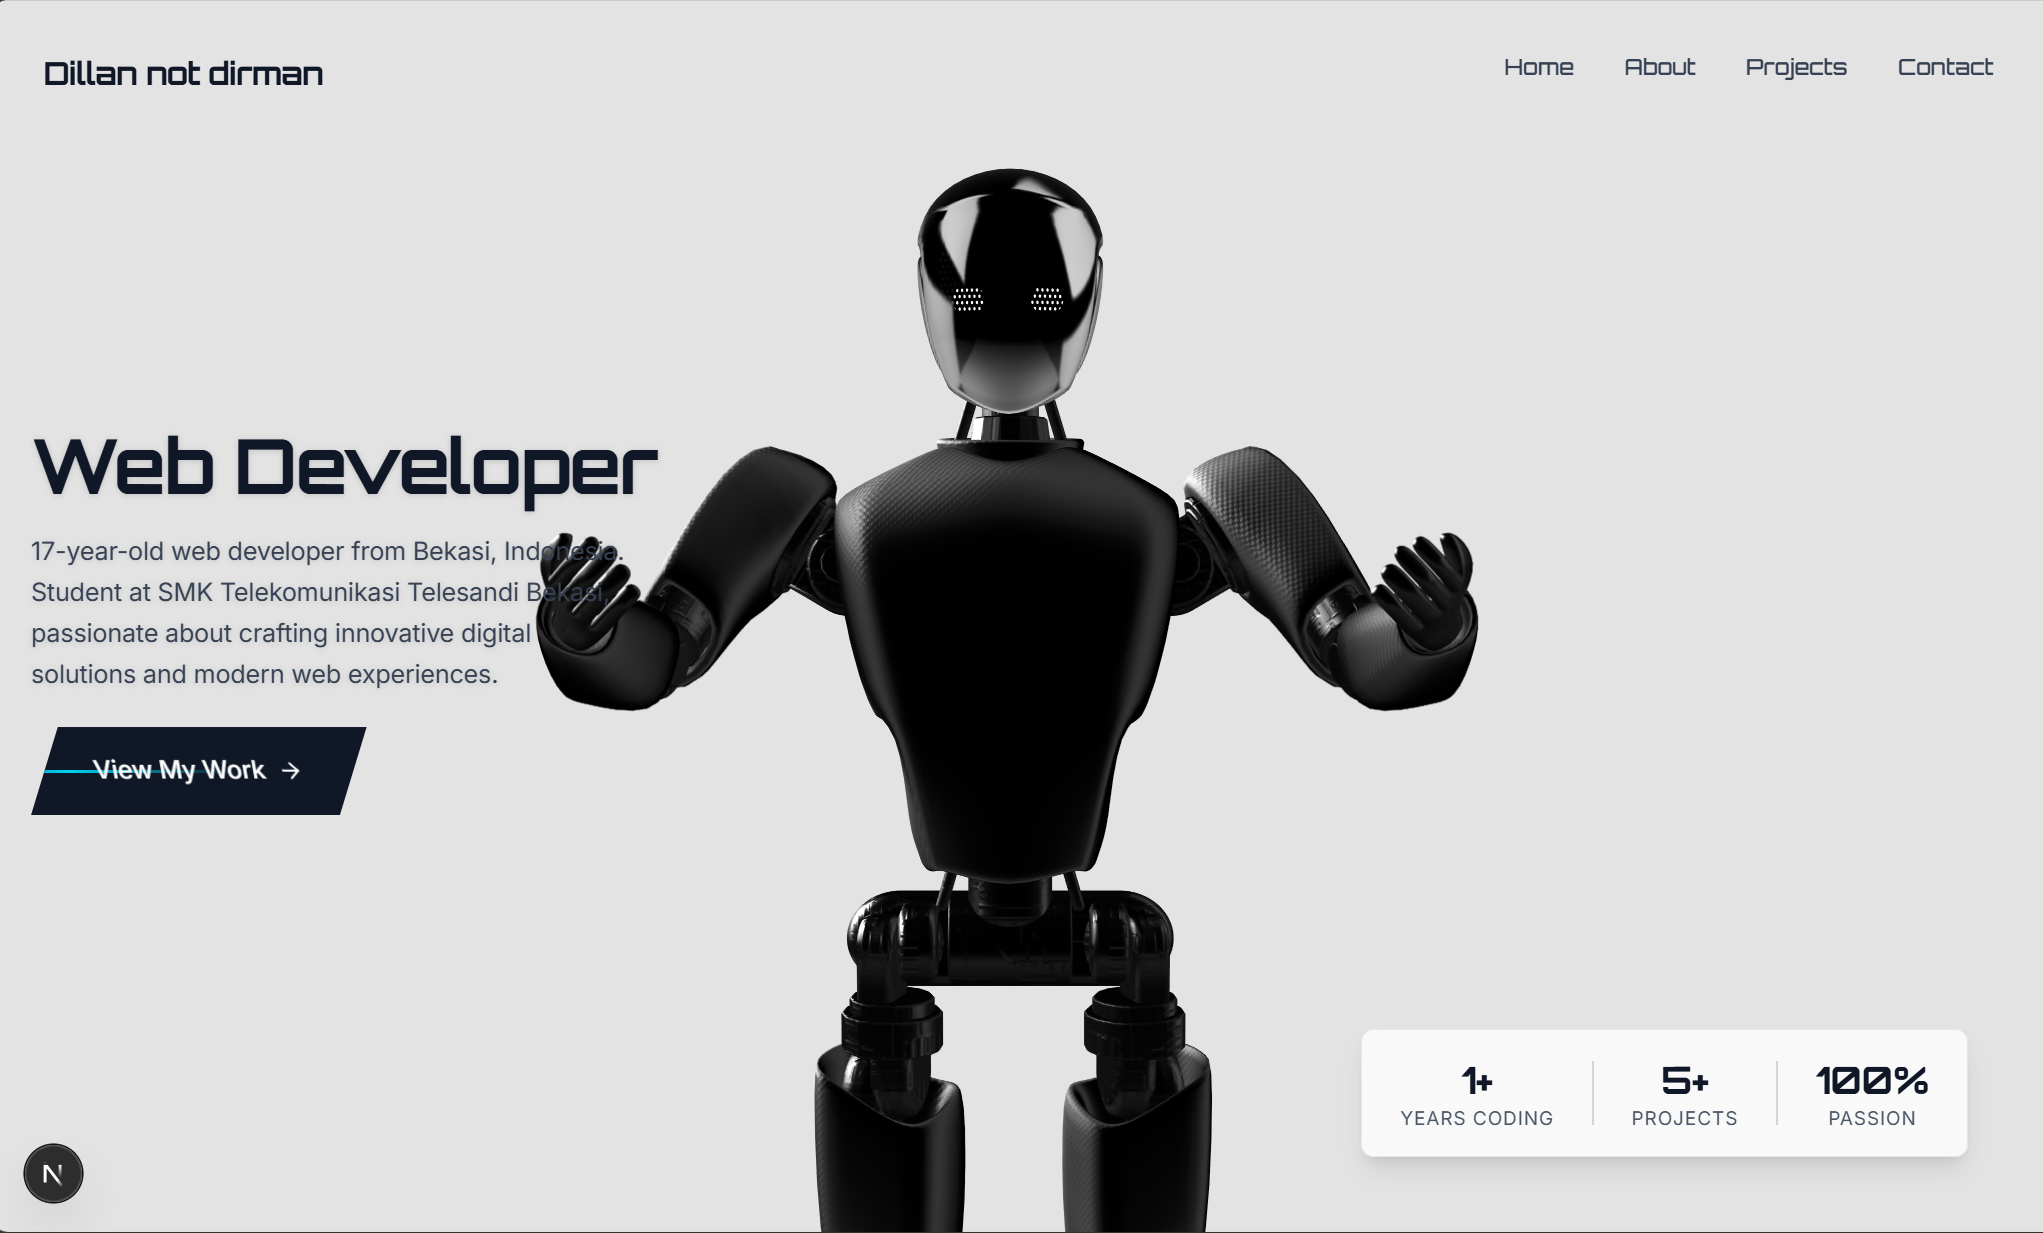 Dillan not dirman
Home About Projects Contact
Web Developer
17-year-old web developer from Bekasi, Indonesia.
Student at SMK Telekomunikasi Telesandi Bekasi,
passionate about crafting innovative digital
solutions and modern web experiences.
View My Work →
1+ 5+ 100%
YEARS CODING PROJECTS PASSION
N